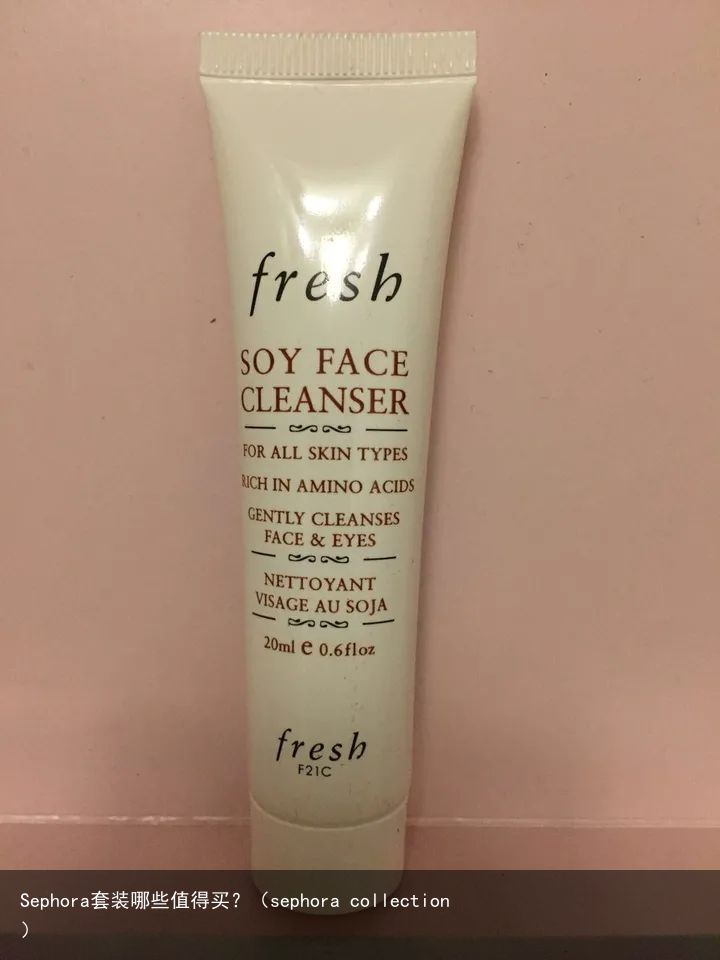 fresh
SOY FACE
CLEANSER
FOR ALL SKIN TYPES
RICH IN AMINO ACIDS
GENTLY CLEANSES
FACE & EYES
NETTOYANT
VISAGE AU SOJA
20ml e 0.6floz
fresh
F21C
Sephora套装哪些值得买？（sephora collection
）